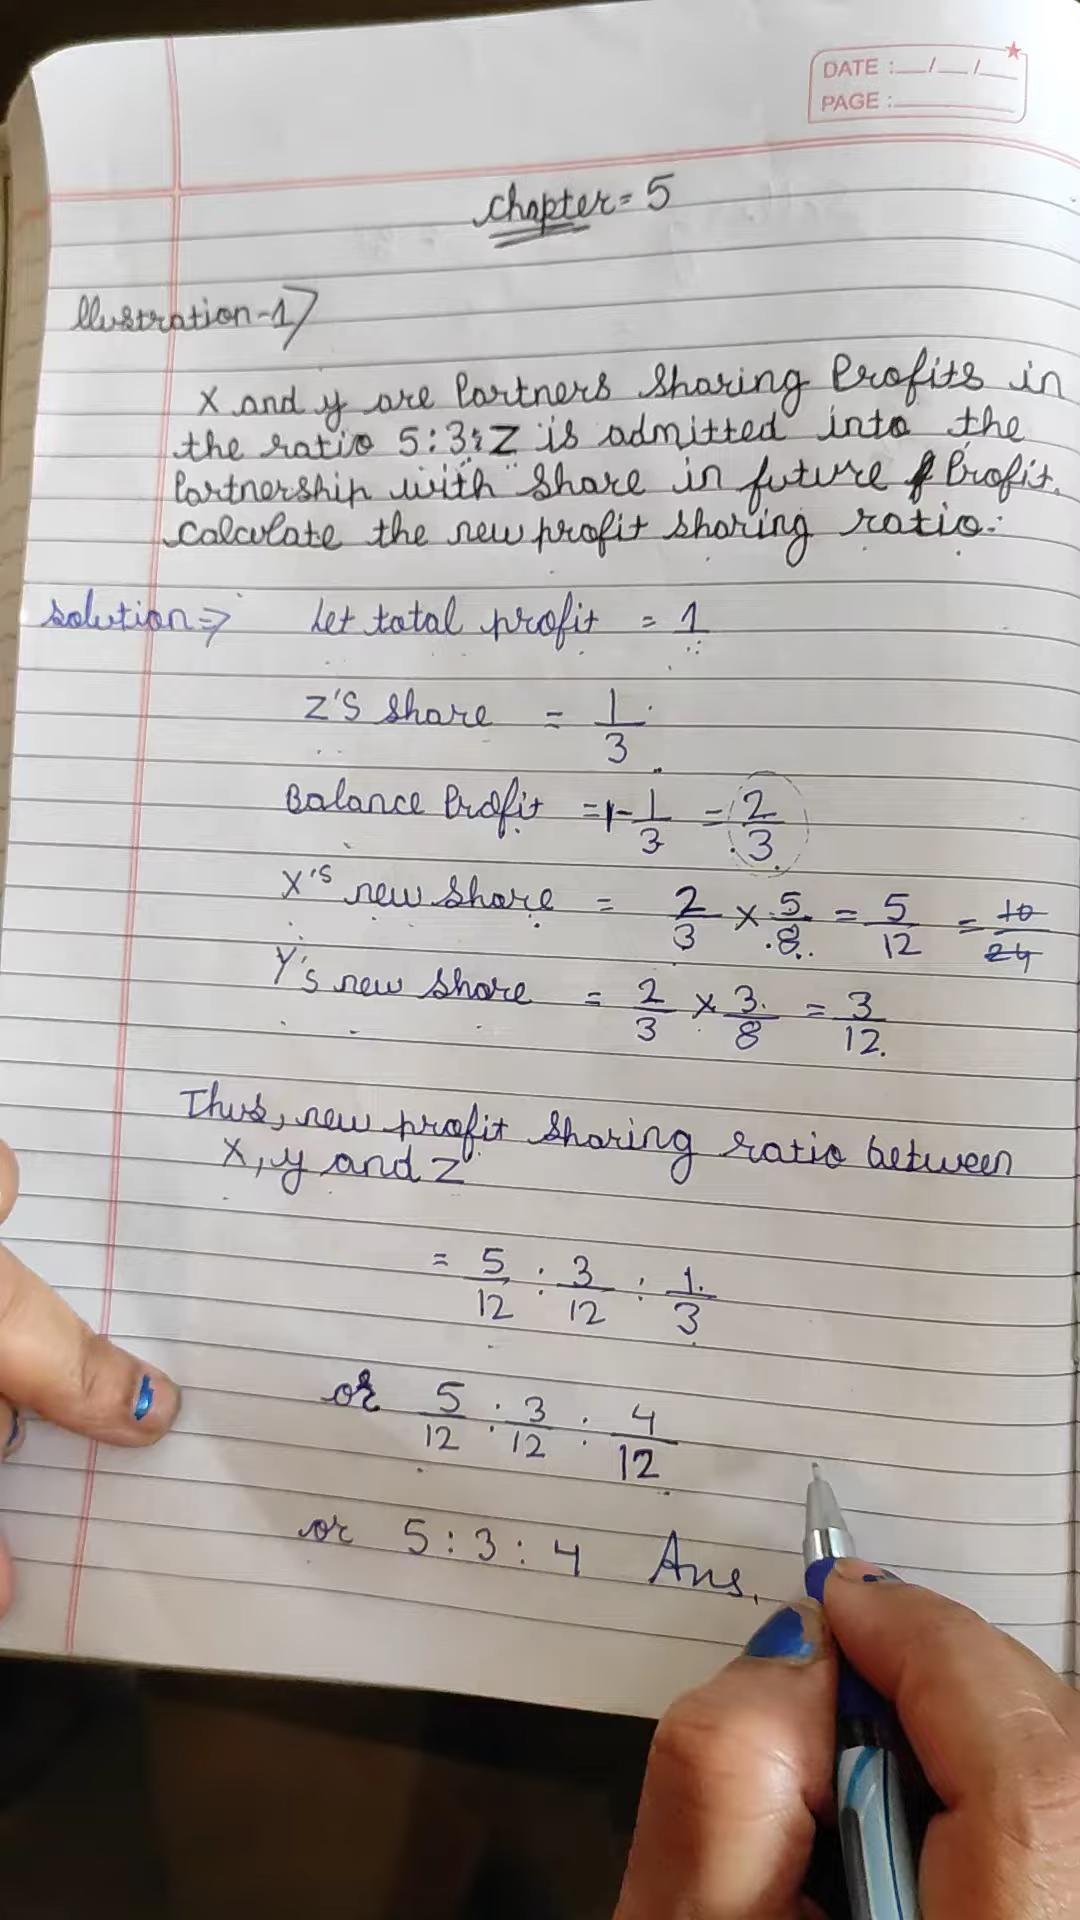 DATE :__/__/__
PAGE :________
Chapter = 5
Illustration-1
X and y are Partners Sharing Profits in
the ratio 5:3; Z is admitted into the
Partnership with Share in future Profit.
Calculate the new profit sharing ratio.
Solution ⇒ Let total profit = 1
Z'S Share = 1/3
Balance Profit = 1-1/3 = 2/3
X's new Share = 2/3 × 5/8 = 5/12 = 10/24
Y's new Share = 2/3 × 3/8 = 3/12
Thus, new profit Sharing ratio between
X, y and Z
= 5/12 : 3/12 : 1/3
or 5/12 : 3/12 : 4/12
or 5 : 3 : 4 Ans.